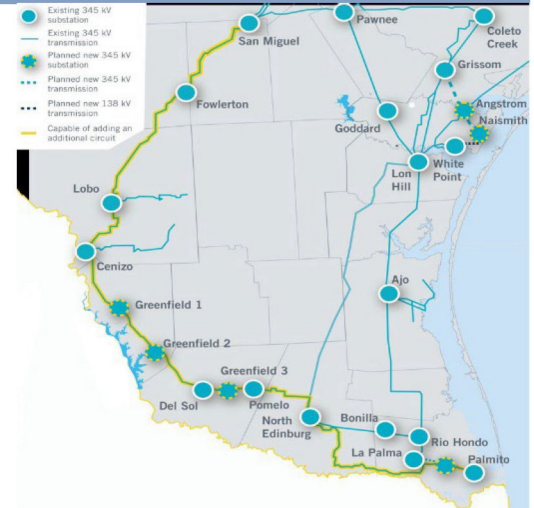 Existing 345 kV
substation
Existing 345 kV
transmission
Planned new 345 kV
substation
Planned new 345 kV
transmission
Planned new 138 kV
transmission
Capable of adding an
additional circuit
San Miguel
Pawnee
Coleto
Creek
Grissom
Fowlerton
Angstrom
Naismith
Goddard
Lon
Hill
White
Point
Lobo
Cenizo
Ajo
Greenfield 1
Greenfield 2
Greenfield 3
Del Sol
Pomelo
North
Edinburg
Bonilla
Rio Hondo
La Palma
Palmito